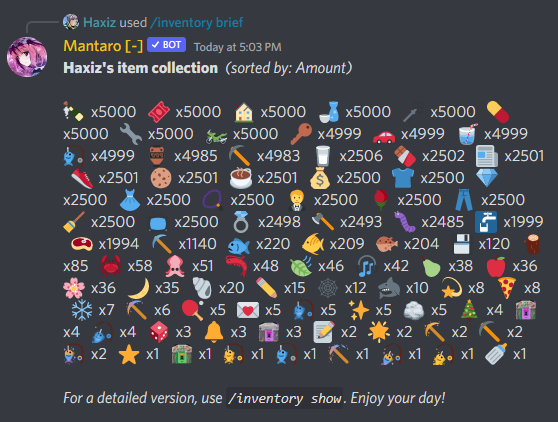 Haxiz used /inventory brief
Mantaro [-] ✓ BOT Today at 5:03 PM
Haxiz's item collection (sorted by: Amount)
x5000 x5000 x5000 x5000 x5000
x5000 x5000 x5000 x4999 x4999 x4999
x4999 x4985 x4983 x2506 x2502 x2501
x2501 x2501 x2501 x2500 x2500
x2500 x2500 x2500 x2500 x2500 x2500
x2500 x2500 x2498 x2493 x2485 x1999
x1994 x1140 x220 x209 x204 x120
x85 x58 x51 x48 x46 x42 x38 x36
x36 x35 x20 x15 x12 x10 x8 x8
x7 x6 x5 x5 x5 x5 x5 x4
x4 x4 x3 x3 x3 x2 x2 x2 x2
x2 x1 x1 x1 x1 x1 x1 x1 x1
For a detailed version, use /inventory show. Enjoy your day!